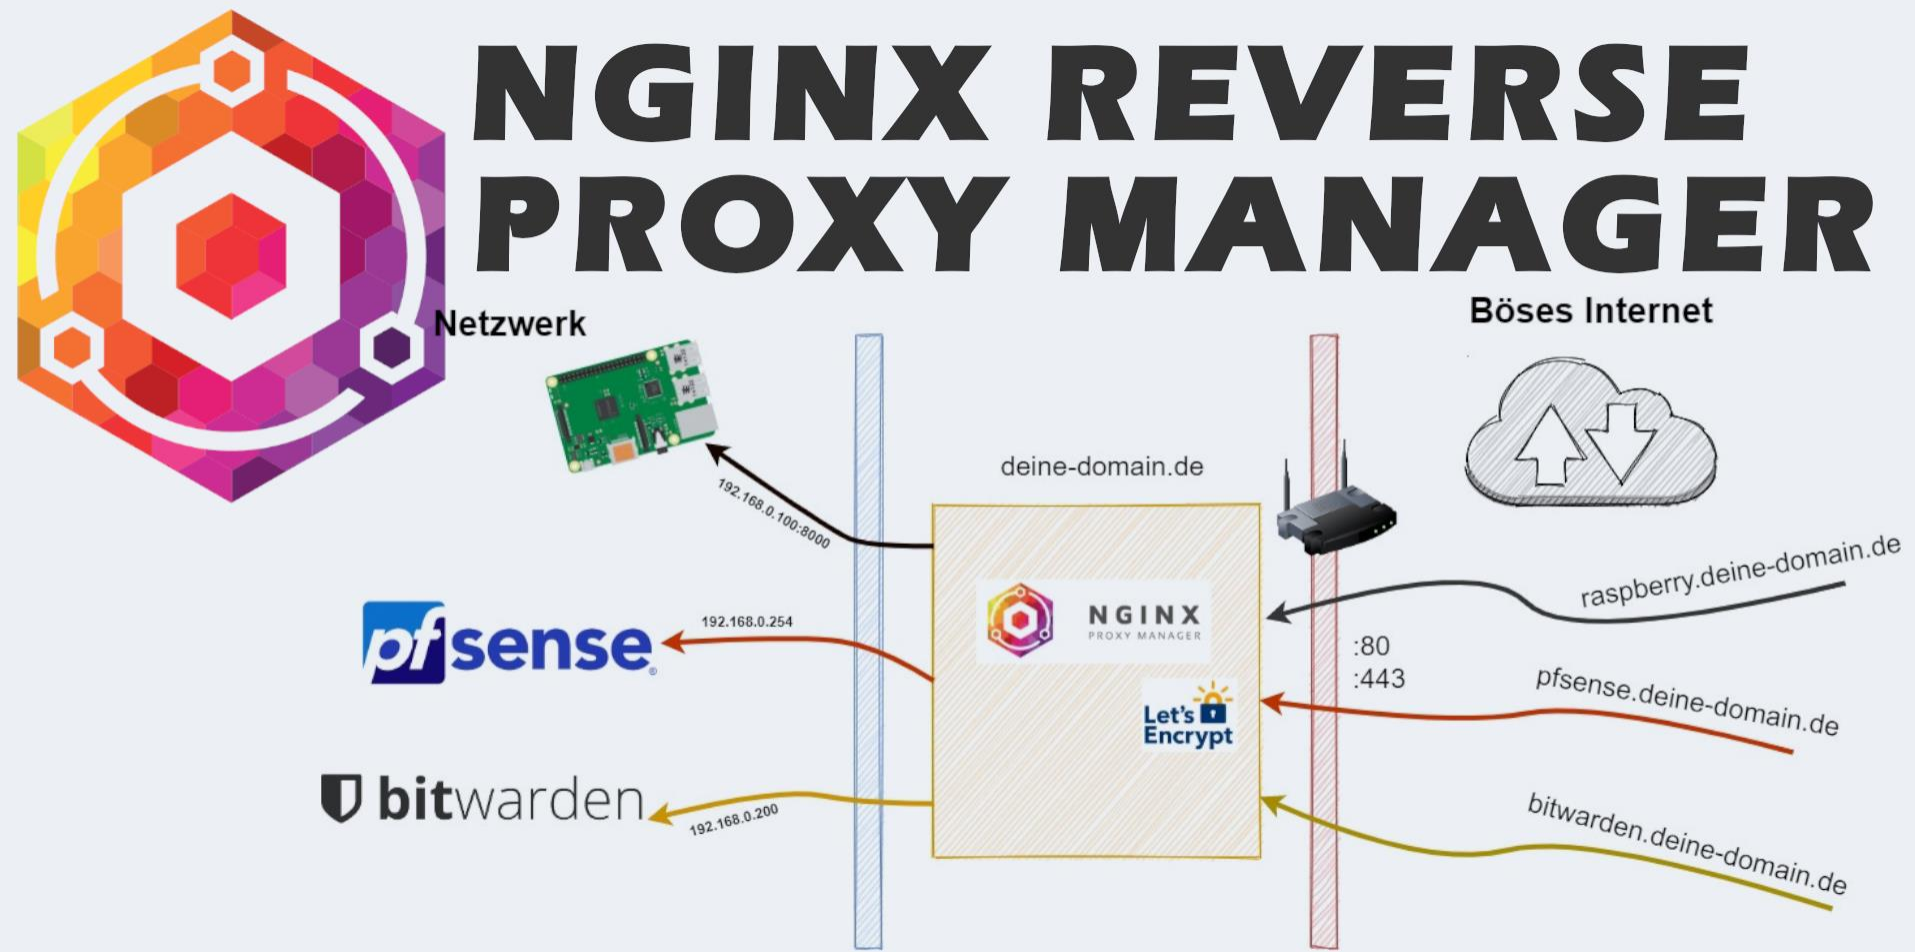 NGINX REVERSE
PROXY MANAGER
Netzwerk
Böses Internet
deine-domain.de
192.168.0.100:8000
raspberry.deine-domain.de
NGINX
PROXY MANAGER
:80
:443
pfsense.deine-domain.de
pfsense®
192.168.0.254
Let's
Encrypt
bitwarden
192.168.0.200
bitwarden.deine-domain.de